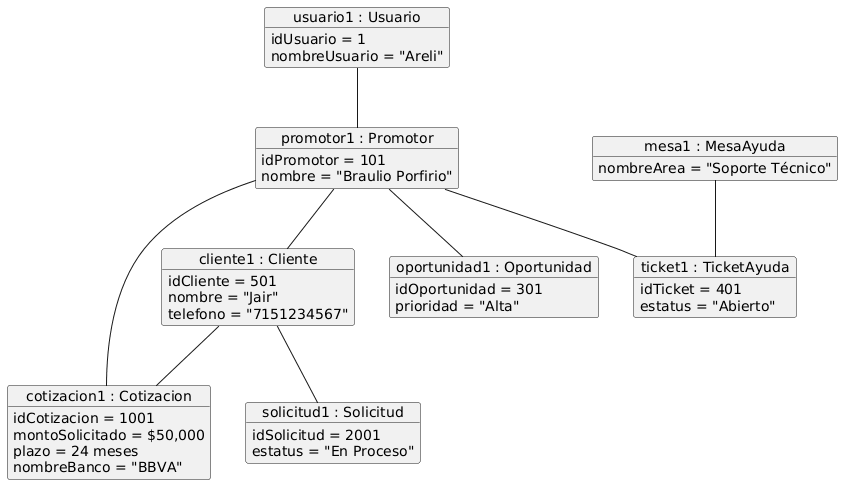 usuario1 : Usuario
idUsuario = 1
nombreUsuario = "Areli"
promotor1 : Promotor
idPromotor = 101
nombre = "Braulio Porfirio"
mesa1 : MesaAyuda
nombreArea = "Soporte Técnico"
cliente1 : Cliente
idCliente = 501
nombre = "Jair"
telefono = "7151234567"
oportunidad1 : Oportunidad
idOportunidad = 301
prioridad = "Alta"
ticket1 : TicketAyuda
idTicket = 401
estatus = "Abierto"
cotizacion1 : Cotizacion
idCotizacion = 1001
montoSolicitado = $50,000
plazo = 24 meses
nombreBanco = "BBVA"
solicitud1 : Solicitud
idSolicitud = 2001
estatus = "En Proceso"